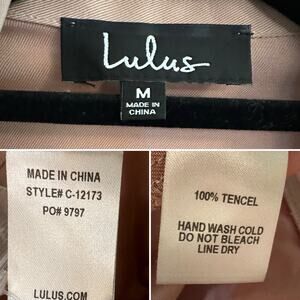 Lulus
M
MADE IN
CHINA
MADE IN CHINA
STYLE# C-12173
PO# 9797
LULUS.COM
100% TENCEL
HAND WASH COLD
DO NOT BLEACH
LINE DRY